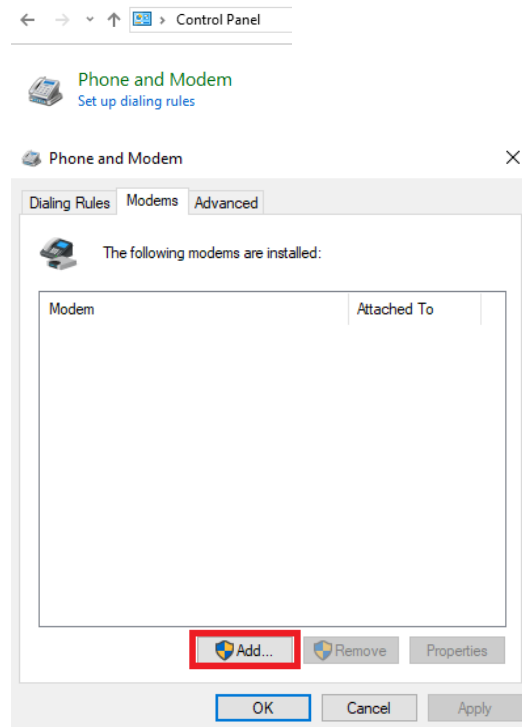 Control Panel
Phone and Modem
Set up dialing rules
Phone and Modem
Dialing Rules Modems Advanced
The following modems are installed:
Modem Attached To
Add... Remove Properties
OK Cancel Apply